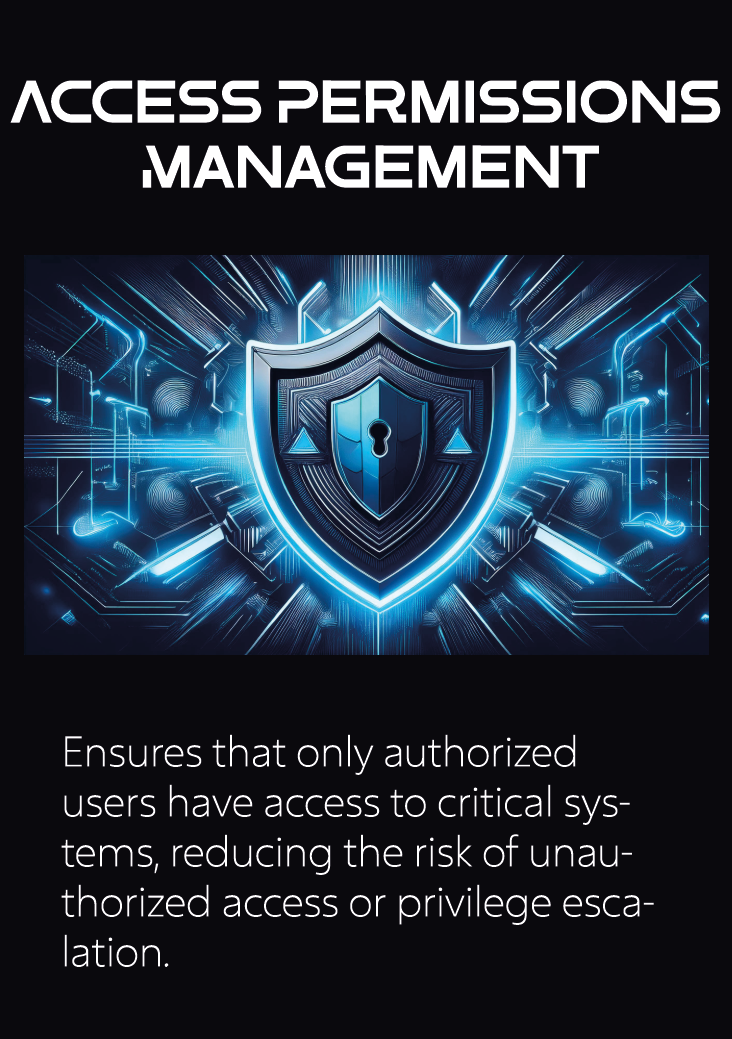 ACCESS PERMISSIONS
MANAGEMENT
Ensures that only authorized
users have access to critical sys-
tems, reducing the risk of unau-
thorized access or privilege esca-
lation.